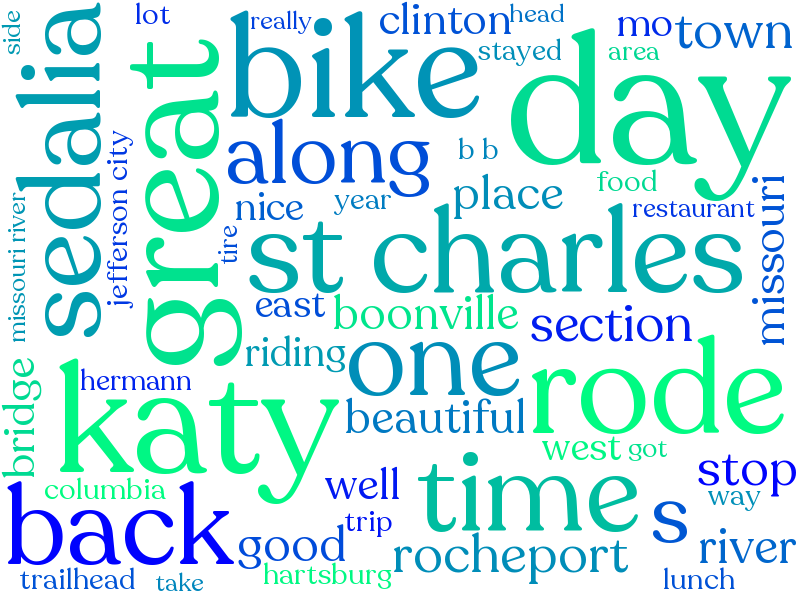 side
lot
really
clinton
head
mo
town
sedalia
great
bike
stayed
area
day
jefferson city
along
b b
food
missouri river
nice
year
place
restaurant
missouri
tire
st charles
east
boonville
section
bridge
hermann
riding
one
rode
katy
beautiful
west
got
columbia
well
time
stop
back
trip
s
way
good
rocheport
river
trailhead
take
hartsburg
lunch